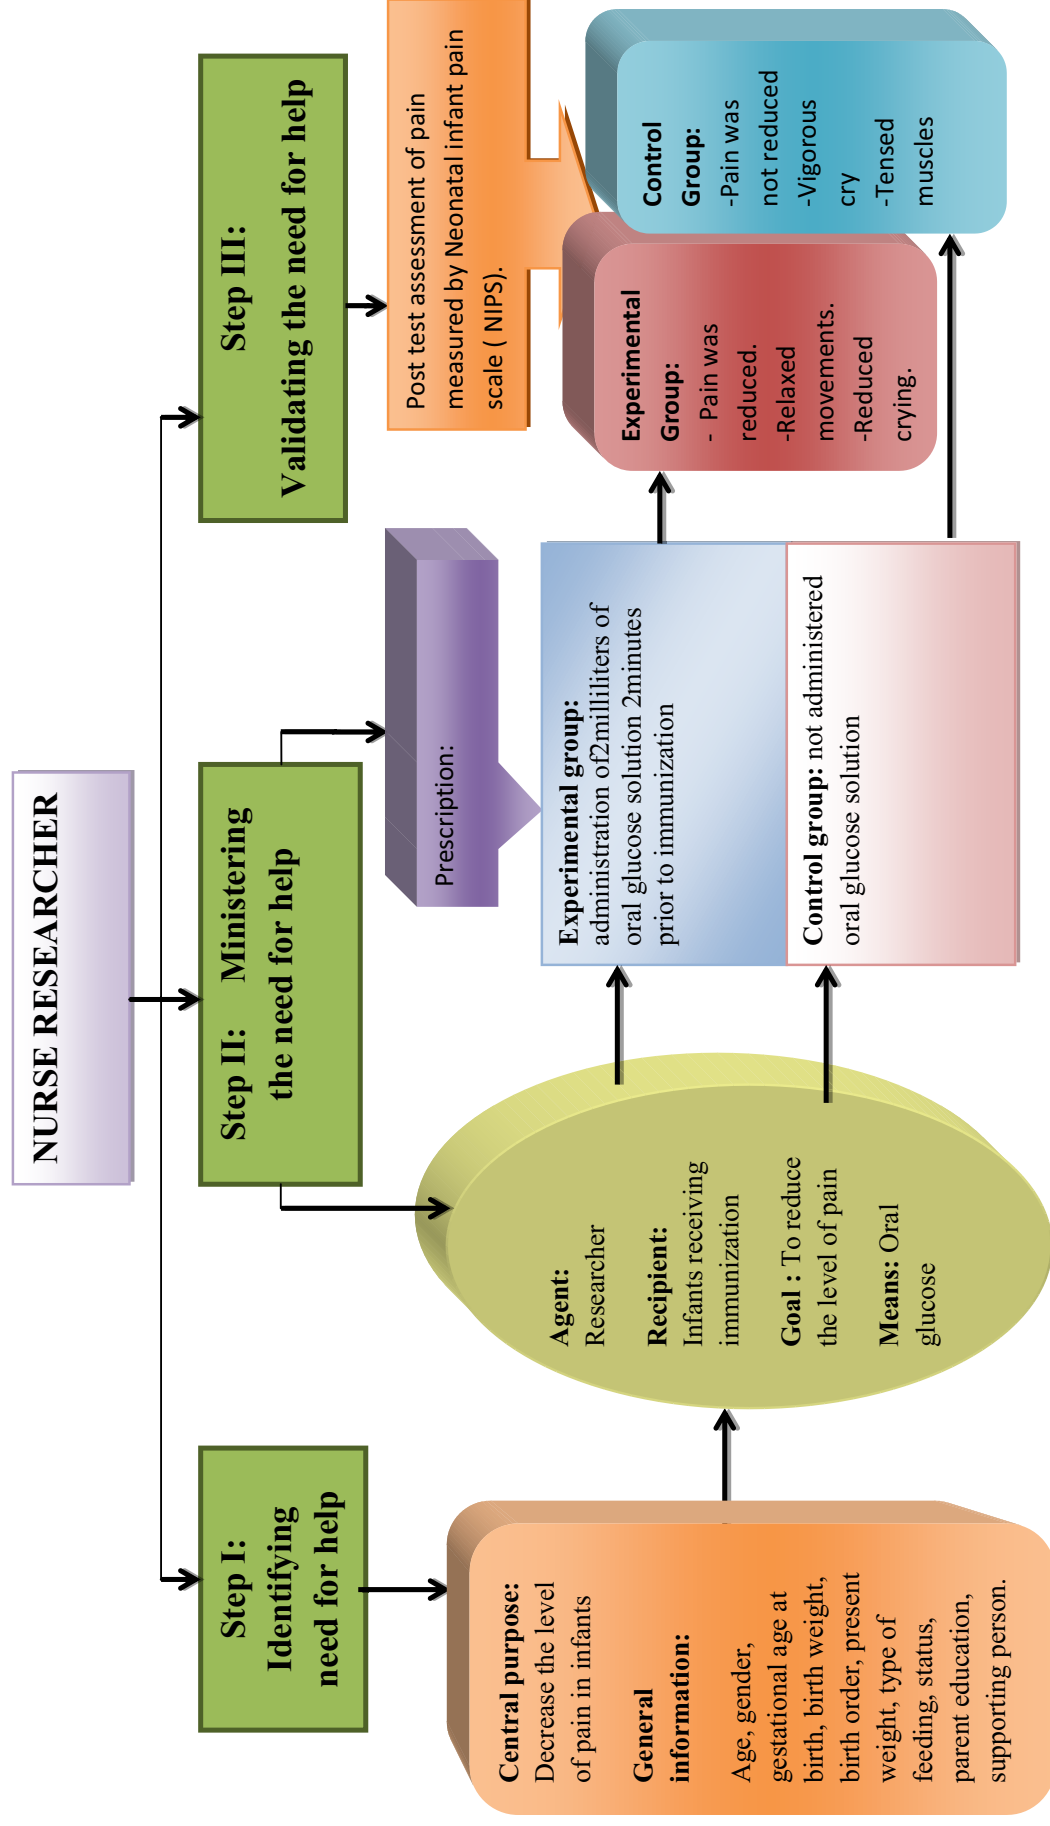 NURSE RESEARCHER
Step I:
Identifying
need for help
Step II: Ministering
the need for help
Step III:
Validating the need for help
Central purpose:
Decrease the level
of pain in infants
General
information:
Age, gender,
gestational age at
birth, birth weight,
birth order, present
weight, type of
feeding, status,
parent education,
supporting person.
Agent:
Researcher
Recipient:
Infants receiving
immunization
Goal : To reduce
the level of pain
Means: Oral
glucose
Prescription:
Experimental group:
administration of2milliliters of
oral glucose solution 2minutes
prior to immunization
Control group: not administered
oral glucose solution
Post test assessment of pain
measured by Neonatal infant pain
scale ( NIPS).
Experimental
Group:
- Pain was
reduced.
-Relaxed
movements.
-Reduced
crying.
Control
Group:
-Pain was
not reduced
-Vigorous
cry
-Tensed
muscles